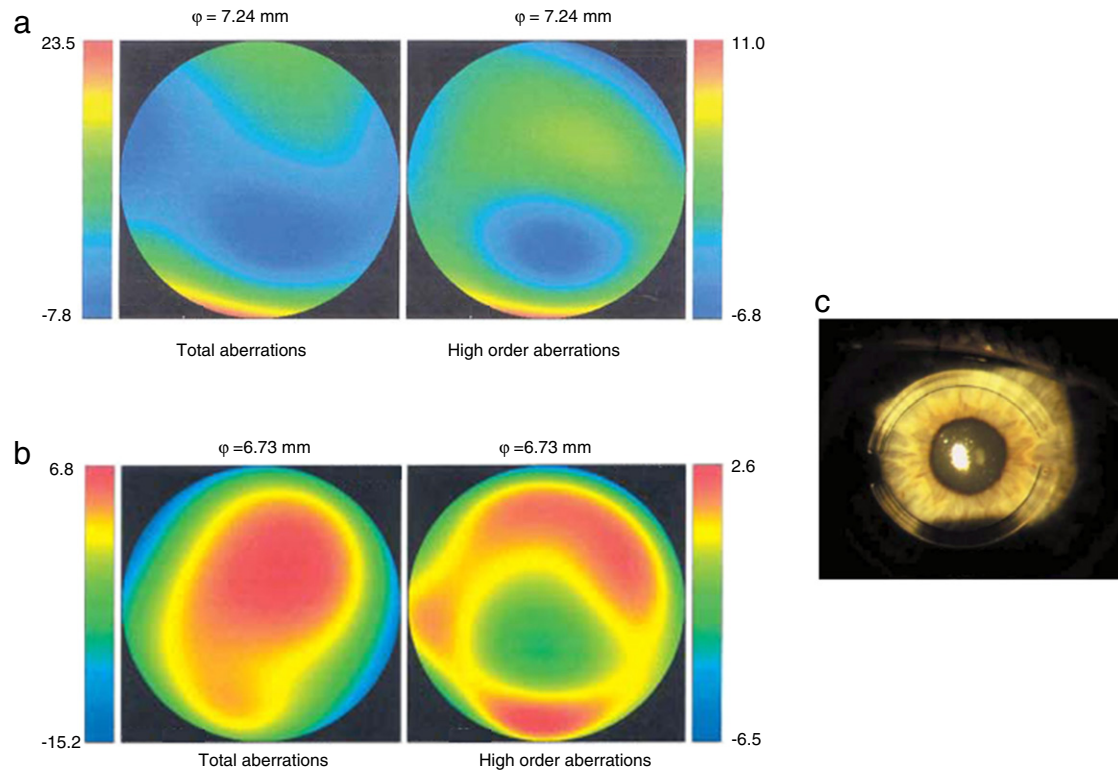 a
φ = 7.24 mm
φ = 7.24 mm
23.5
11.0
-7.8
-6.8
Total aberrations
High order aberrations
b
φ =6.73 mm
φ =6.73 mm
6.8
2.6
-15.2
-6.5
Total aberrations
High order aberrations
c